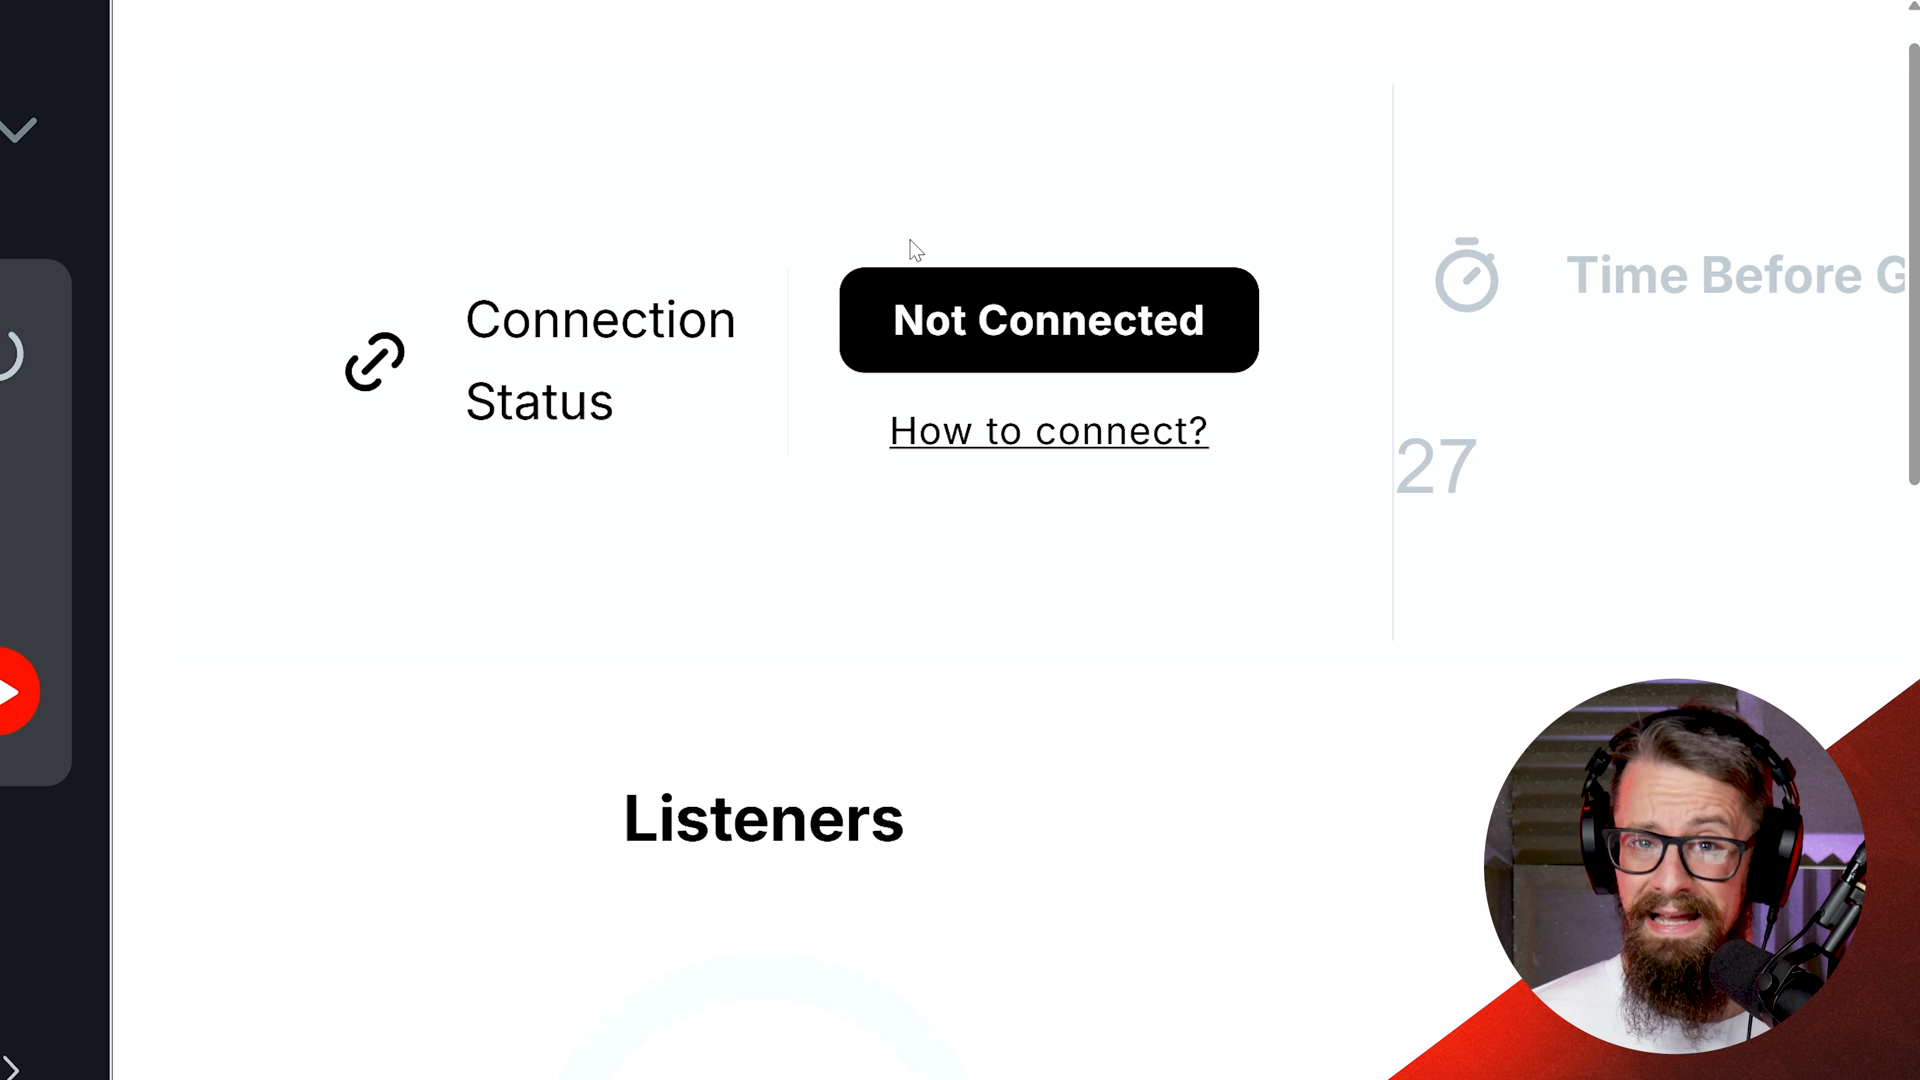 Connection
Status
Not Connected
How to connect?
Time Before G
27
Listeners